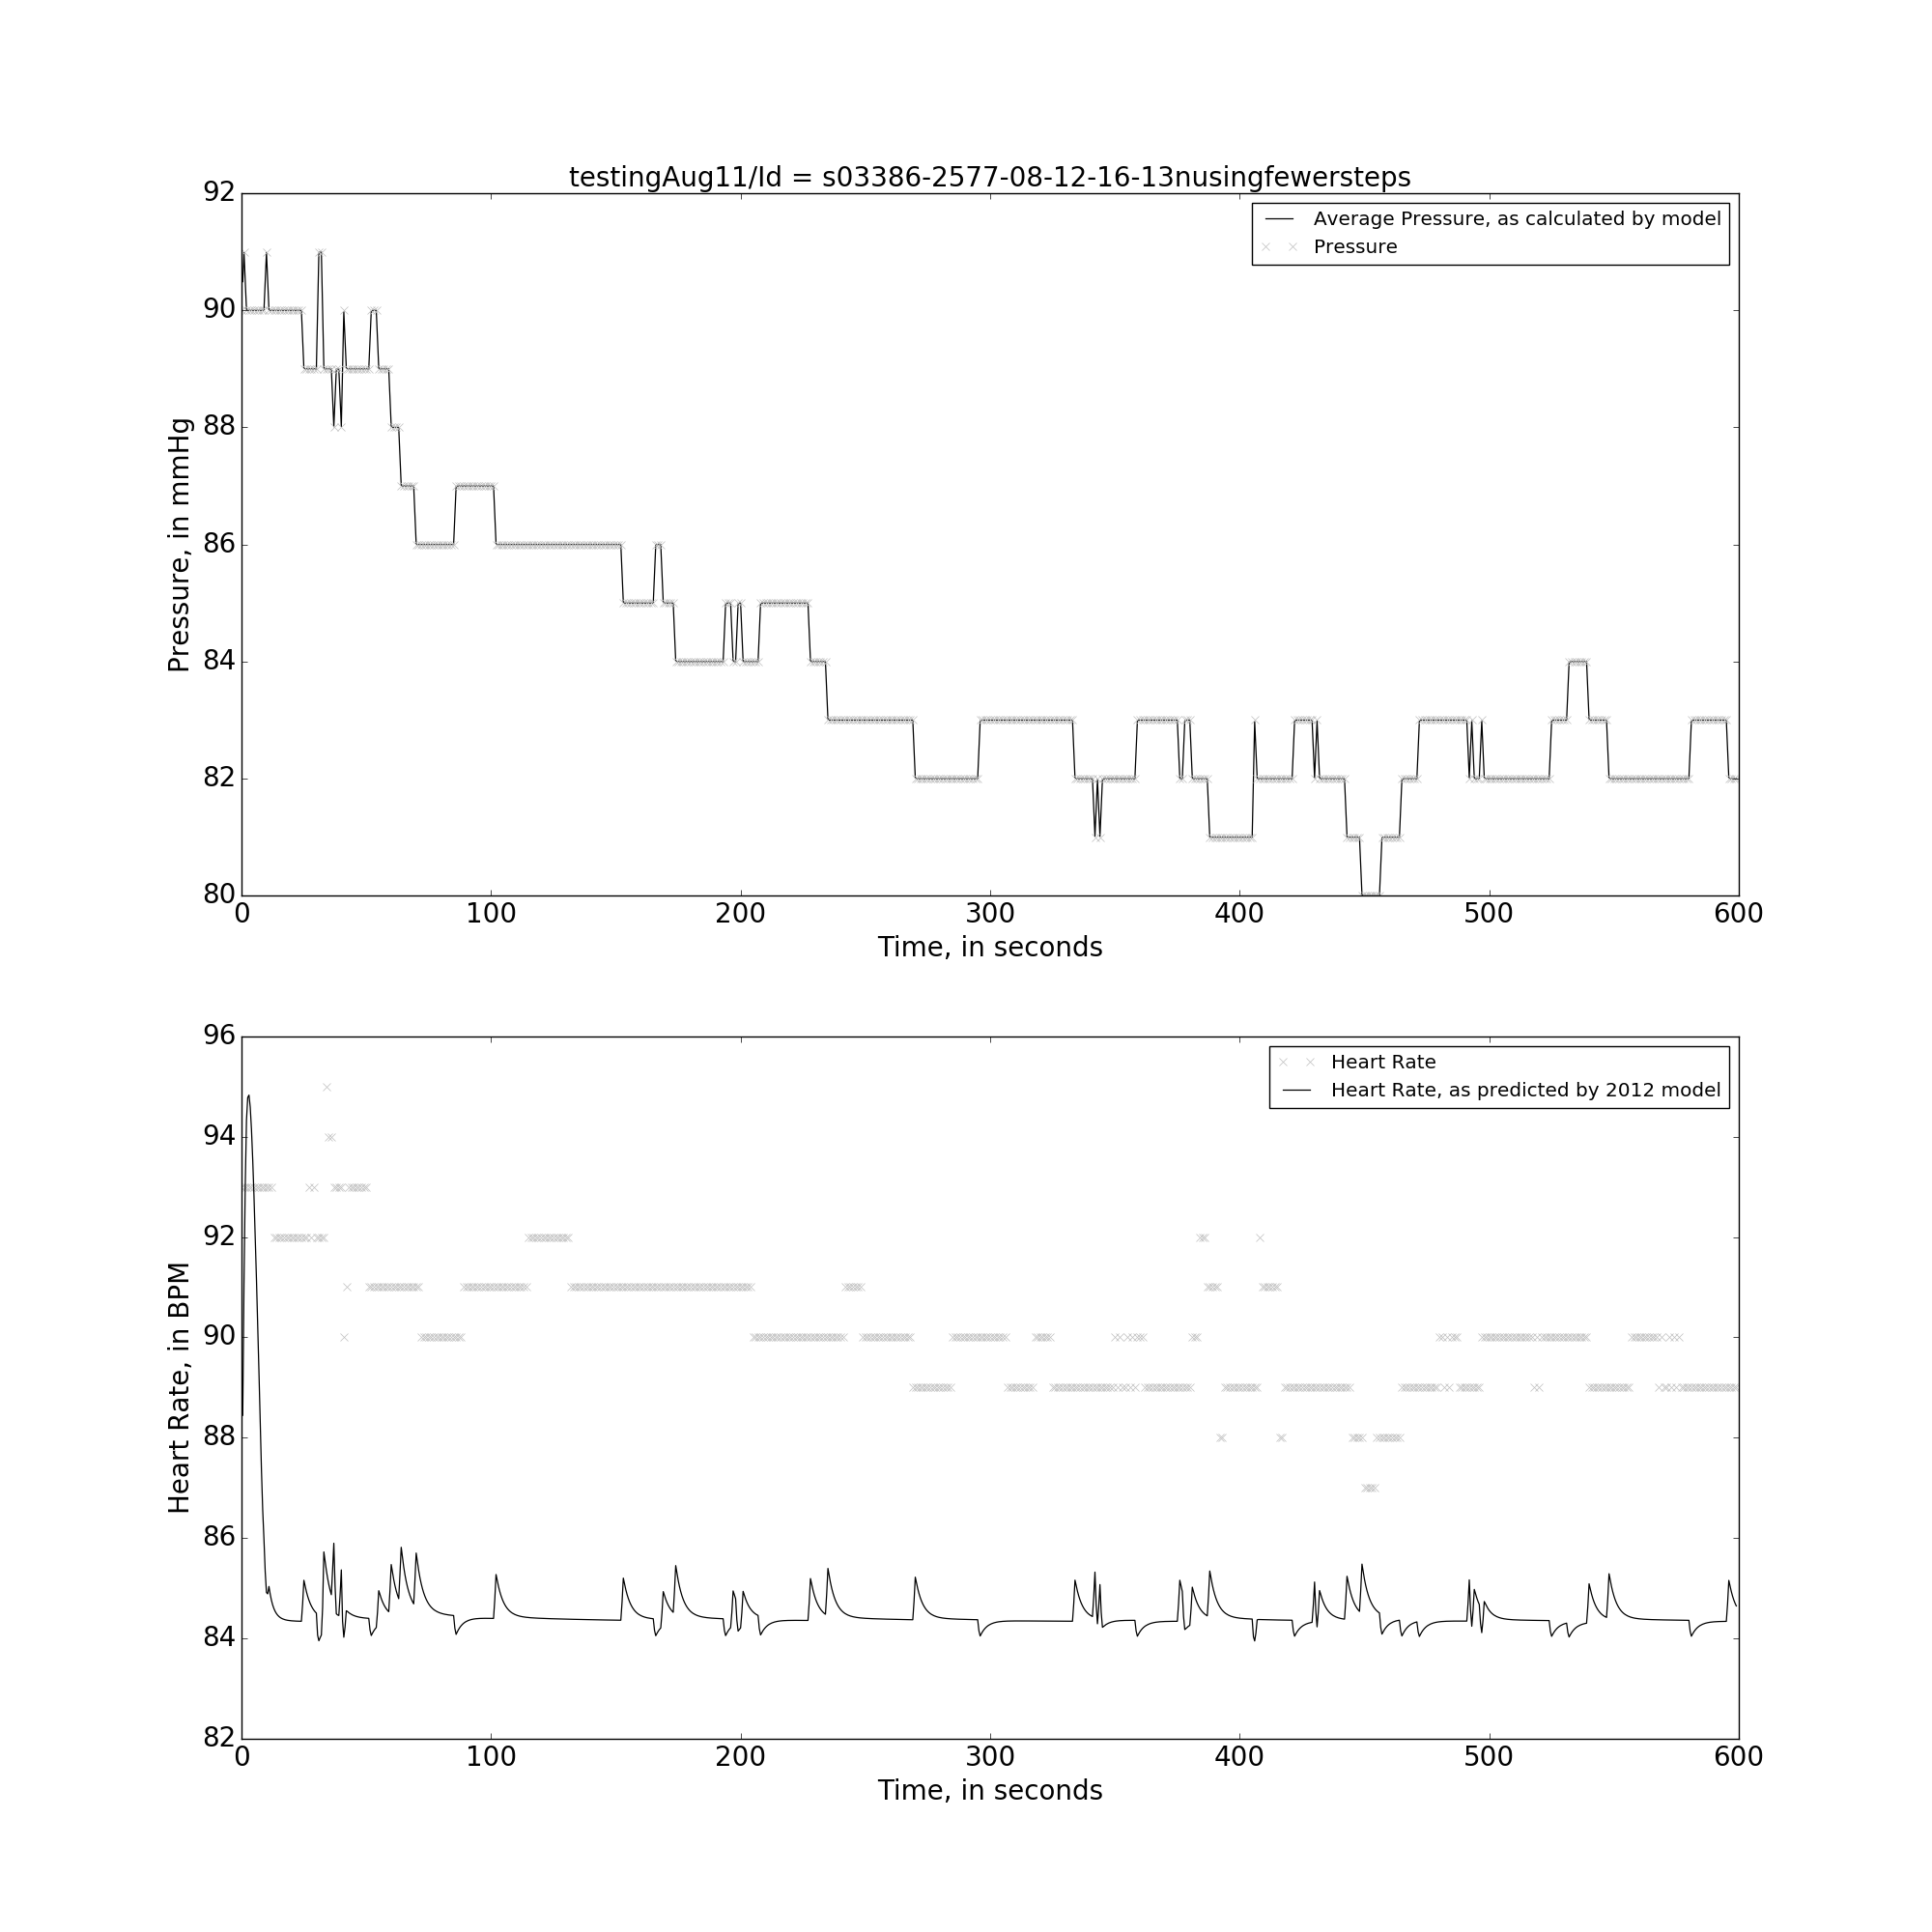 testingAug11/Id = s03386-2577-08-12-16-13nusingfewersteps
92
90
88
86
84
82
80
Pressure, in mmHg
Average Pressure, as calculated by model
Pressure
0 100 200 300 400 500 600
Time, in seconds
96
94
92
90
88
86
84
82
Heart Rate, in BPM
Heart Rate
Heart Rate, as predicted by 2012 model
0 100 200 300 400 500 600
Time, in seconds